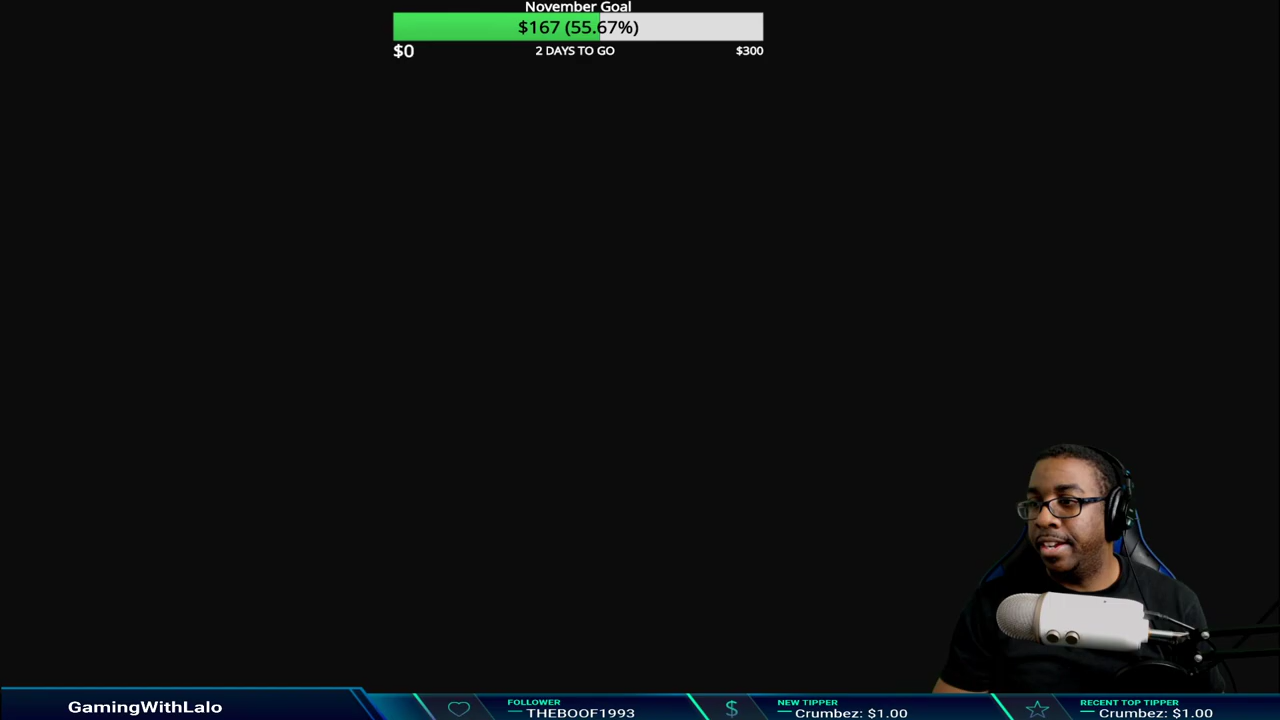 November Goal
$167 (55.67%)
$0 2 DAYS TO GO $300
GamingWithLalo
FOLLOWER
THEBOOF1993
NEW TIPPER
Crumbez: $1.00
RECENT TOP TIPPER
Crumbez: $1.00